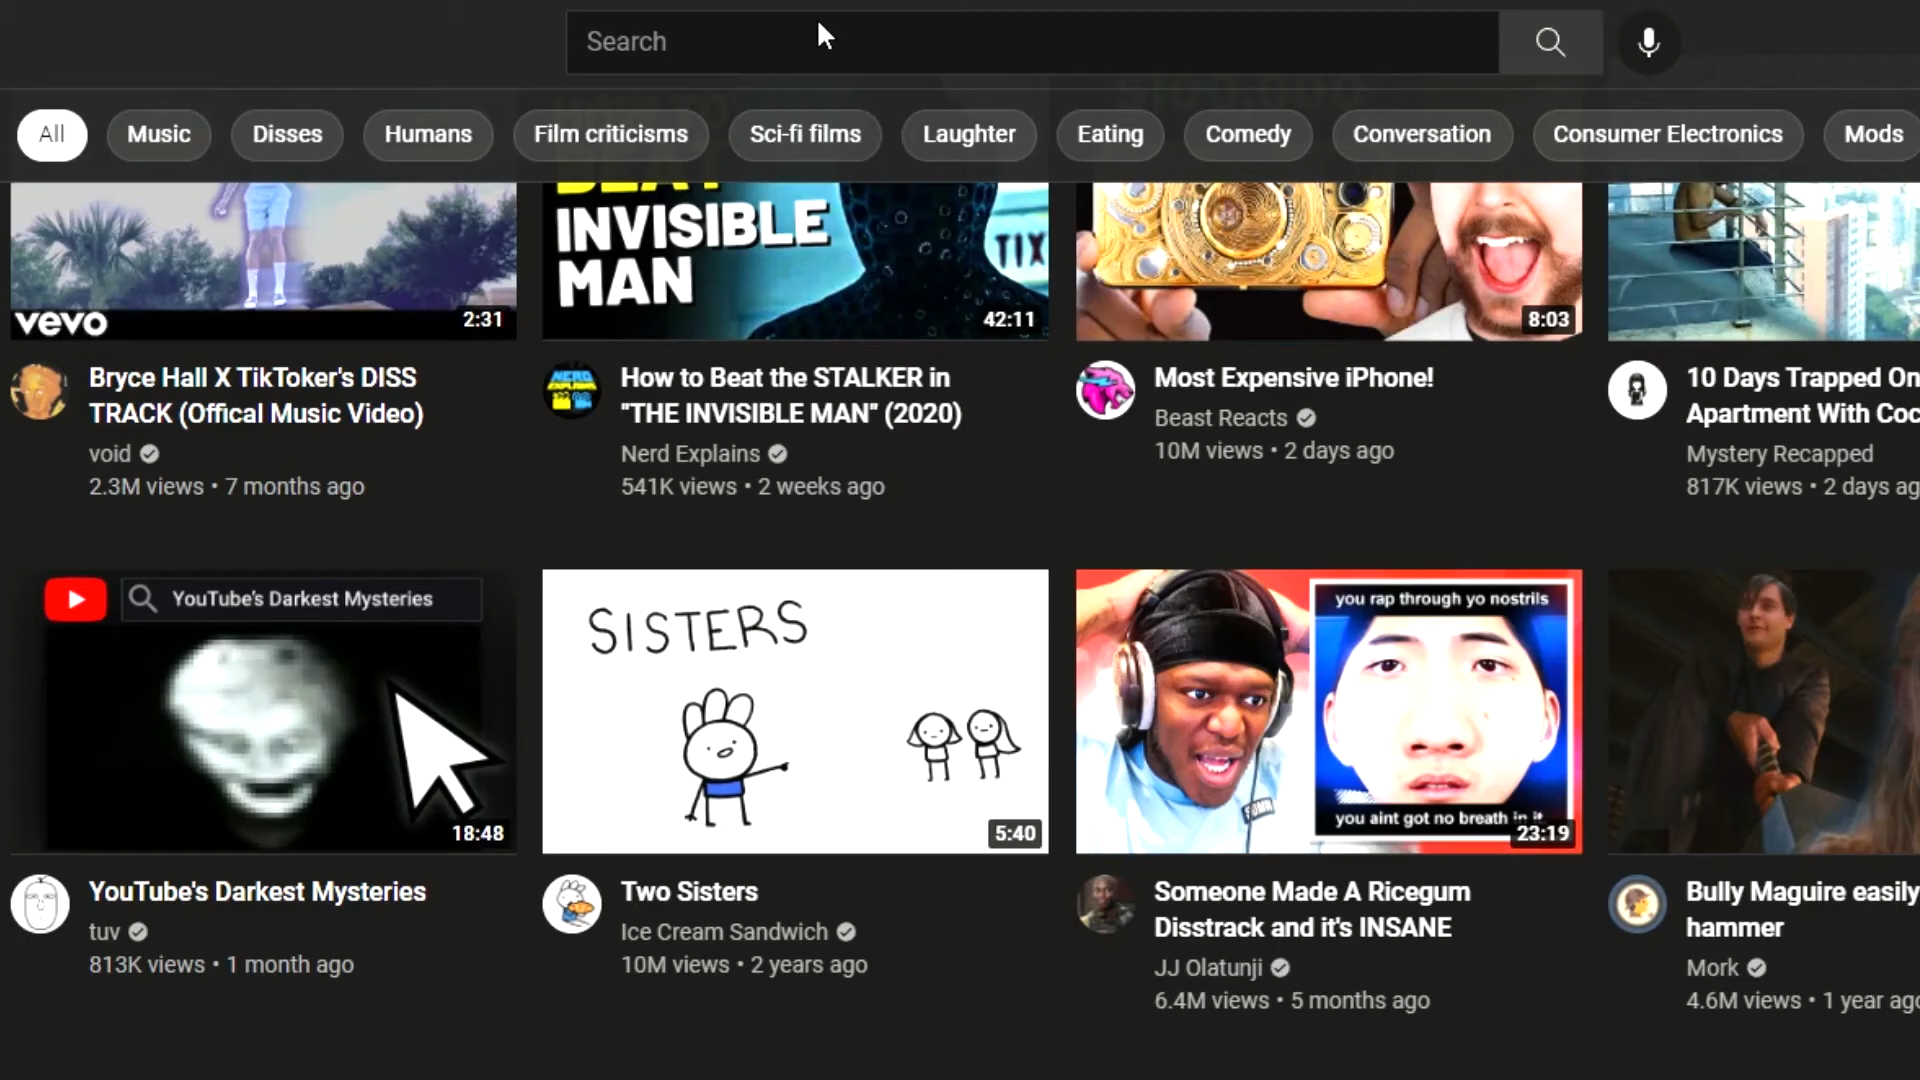 Search
All Music Disses Humans Film criticisms Sci-fi films Laughter Eating Comedy Conversation Consumer Electronics Mods
vevo
2:31
INVISIBLE
MAN
TIX
42:11
8:03
Bryce Hall X TikToker's DISS
TRACK (Offical Music Video)
void
2.3M views • 7 months ago
How to Beat the STALKER in
"THE INVISIBLE MAN" (2020)
Nerd Explains
541K views • 2 weeks ago
Most Expensive iPhone!
Beast Reacts
10M views • 2 days ago
10 Days Trapped On
Apartment With Coc
Mystery Recapped
817K views • 2 days ag
YouTube's Darkest Mysteries
18:48
SISTERS
5:40
you rap through yo nostrils
you aint got no breath in it.
23:19
YouTube's Darkest Mysteries
tuv
813K views • 1 month ago
Two Sisters
Ice Cream Sandwich
10M views • 2 years ago
Someone Made A Ricegum
Disstrack and it's INSANE
JJ Olatunji
6.4M views • 5 months ago
Bully Maguire easily
hammer
Mork
4.6M views • 1 year ago